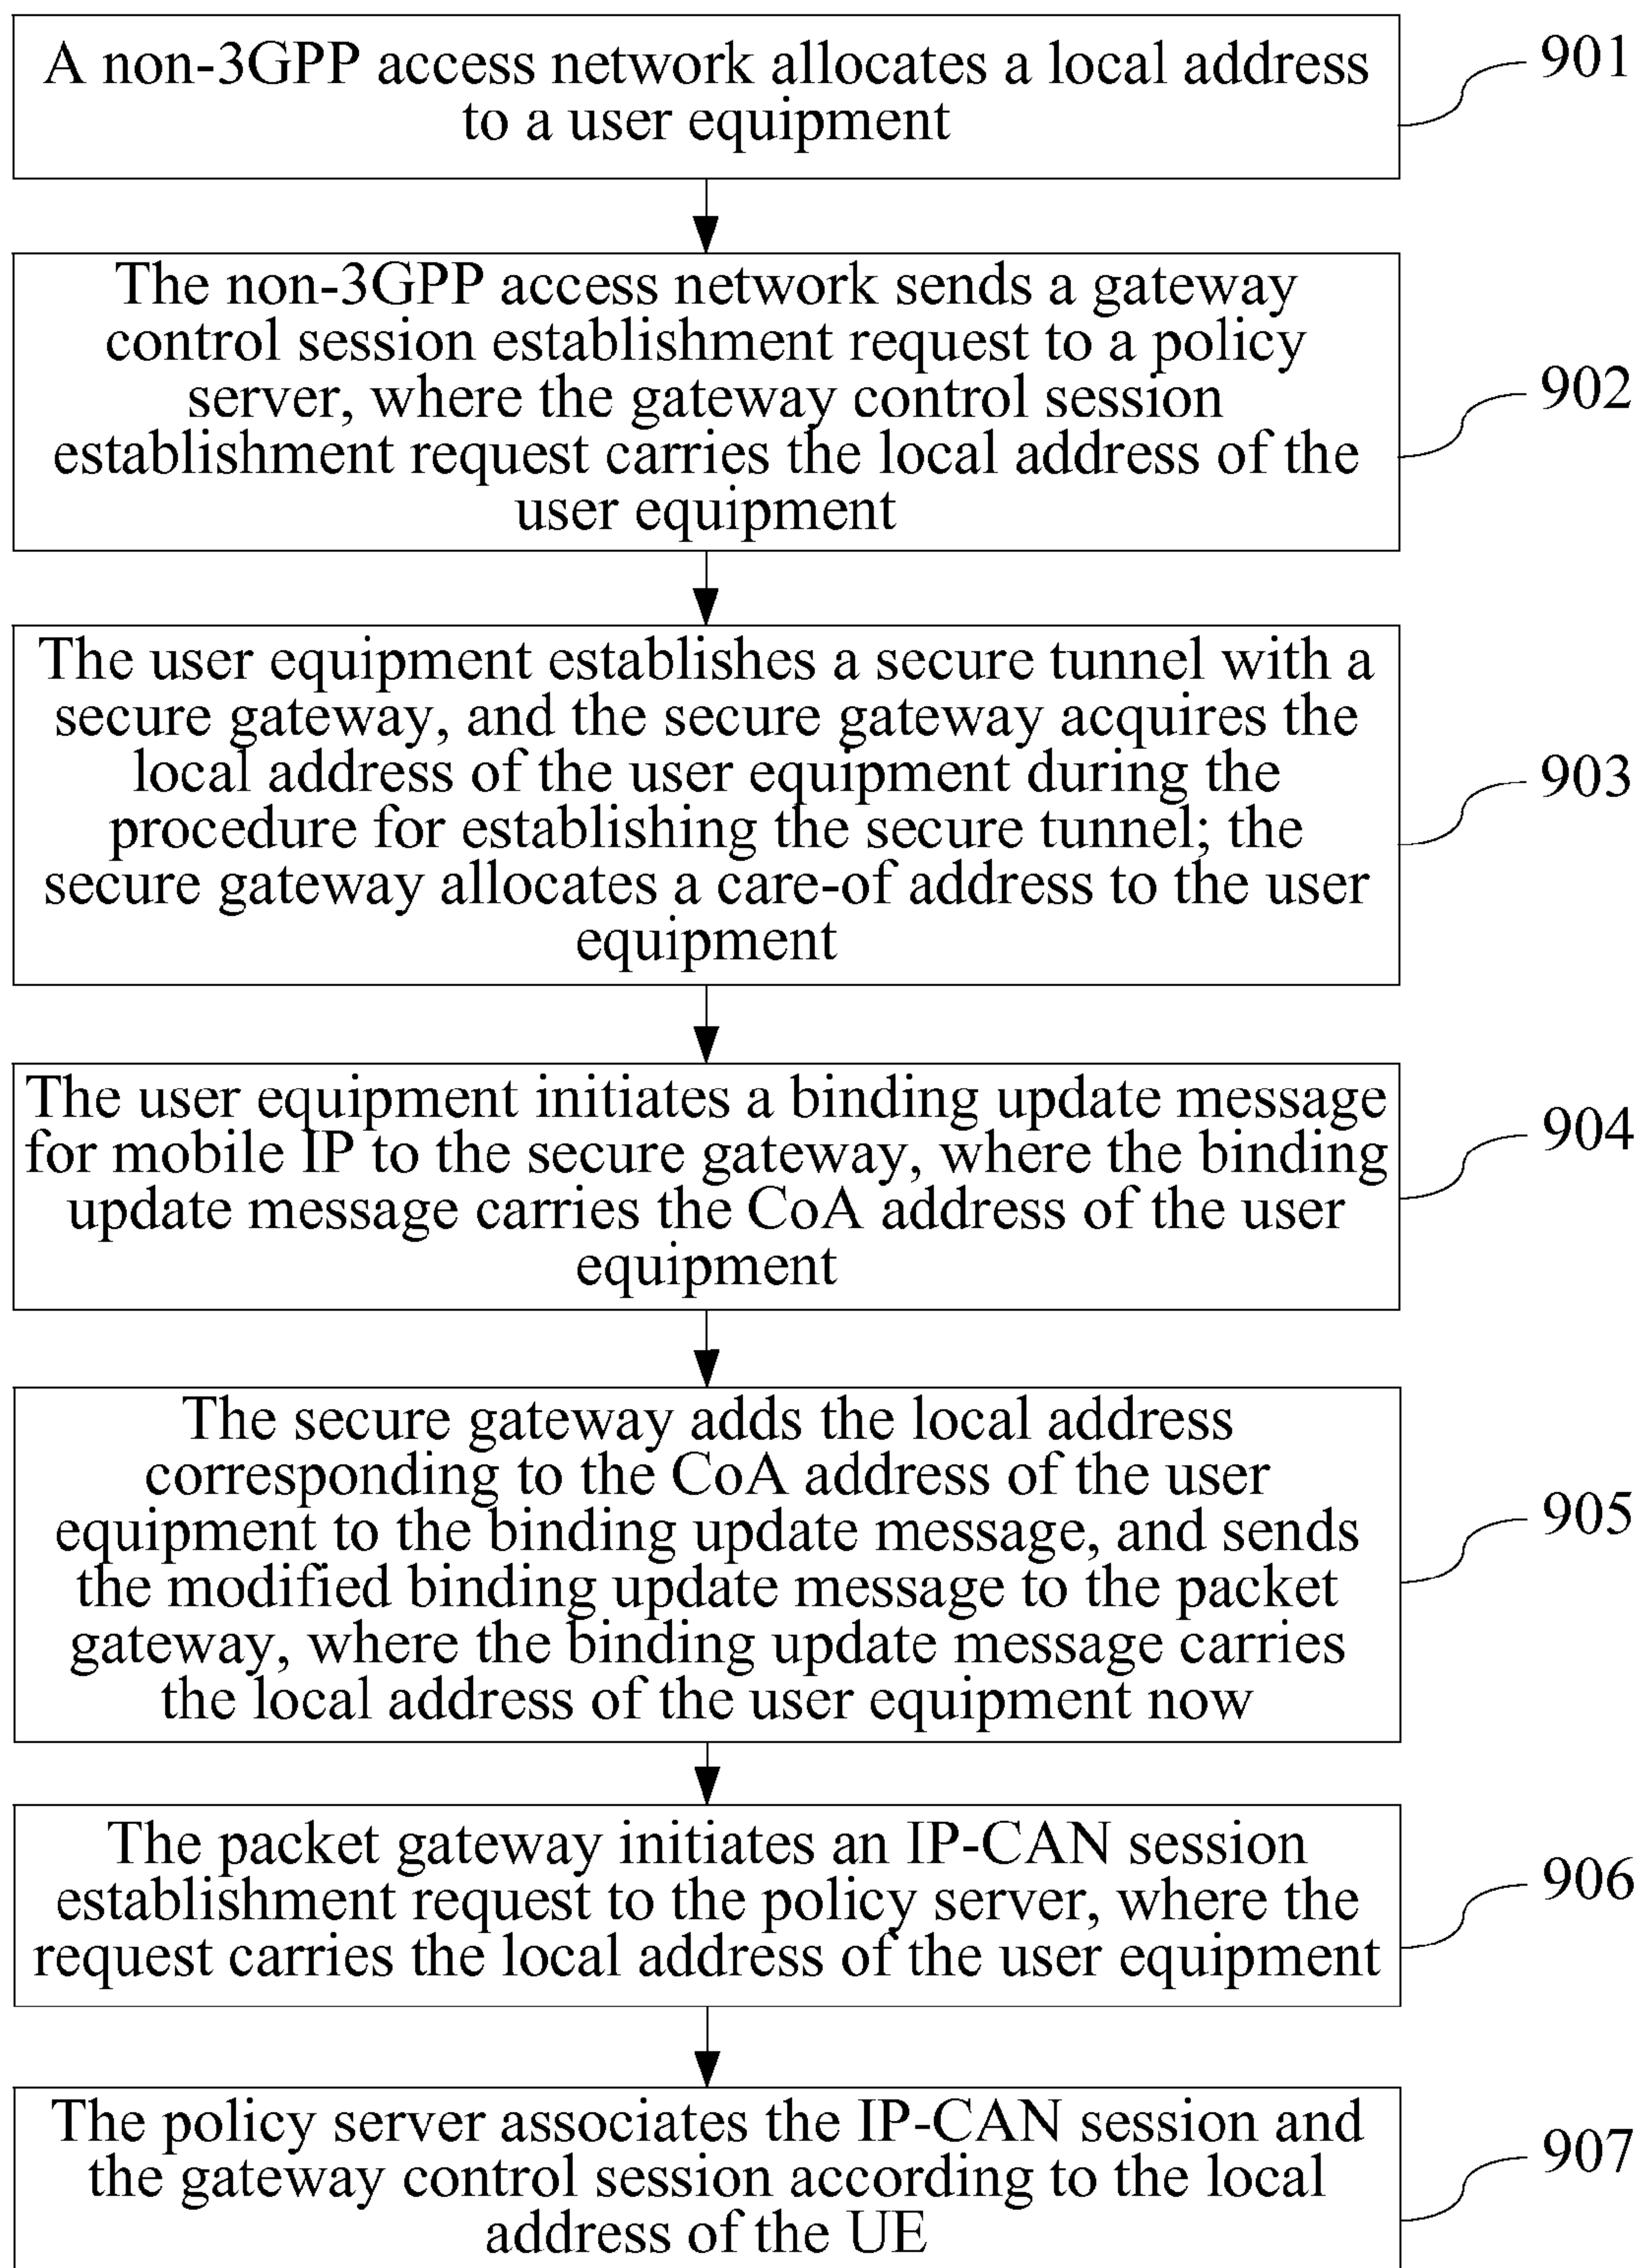 A non-3GPP access network allocates a local address
to a user equipment
901
The non-3GPP access network sends a gateway
control session establishment request to a policy
server, where the gateway control session
establishment request carries the local address of the
user equipment
902
The user equipment establishes a secure tunnel with a
secure gateway, and the secure gateway acquires the
local address of the user equipment during the
procedure for establishing the secure tunnel; the
secure gateway allocates a care-of address to the user
equipment
903
The user equipment initiates a binding update message
for mobile IP to the secure gateway, where the binding
update message carries the CoA address of the user
equipment
904
The secure gateway adds the local address
corresponding to the CoA address of the user
equipment to the binding update message, and sends
the modified binding update message to the packet
gateway, where the binding update message carries
the local address of the user equipment now
905
The packet gateway initiates an IP-CAN session
establishment request to the policy server, where the
request carries the local address of the user equipment
906
The policy server associates the IP-CAN session and
the gateway control session according to the local
address of the UE
907